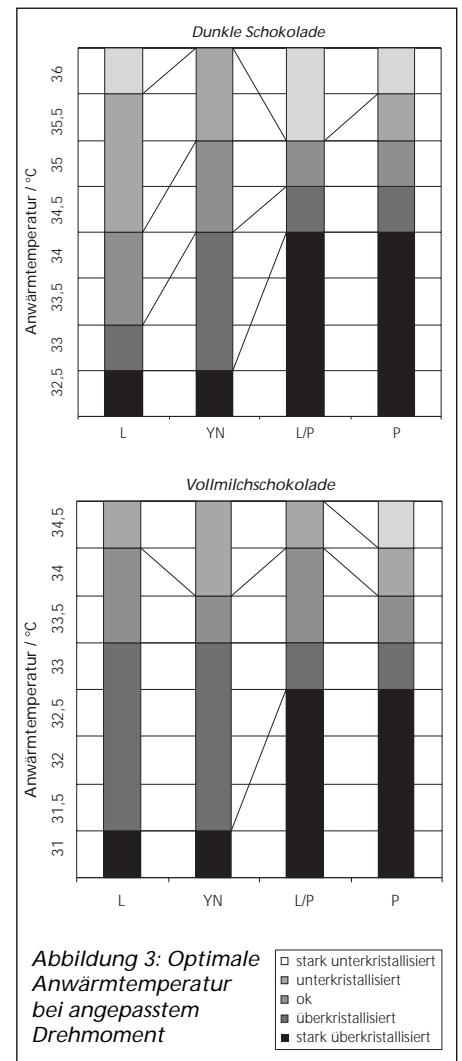 Dunkle Schokolade
Anwärmtemperatur / °C
36
35,5
35
34,5
34
33,5
33
32,5
L YN L/P P
Vollmilchschokolade
Anwärmtemperatur / °C
34,5
34
33,5
33
32,5
32
31,5
31
L YN L/P P
Abbildung 3: Optimale
Anwärmtemperatur
bei angepasstem
Drehmoment
stark unterkristallisiert
unterkristallisiert
ok
überkristallisiert
stark überkristallisiert